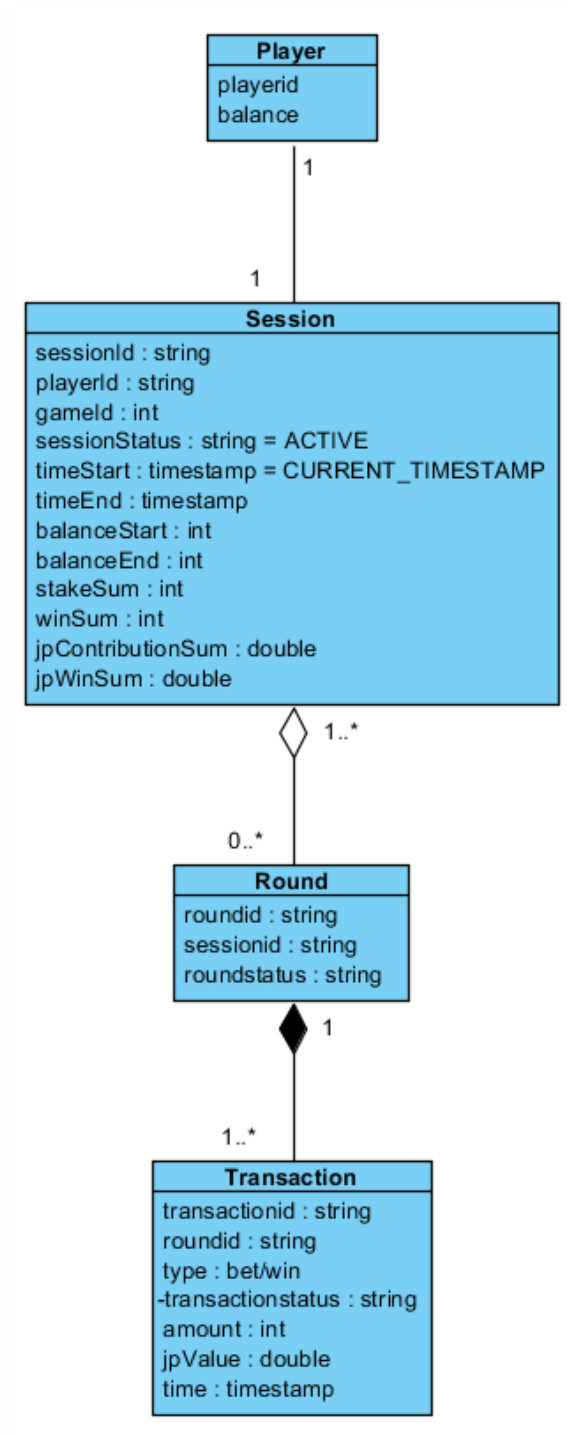 Player
playerid
balance
1
1
Session
sessionId : string
playerId : string
gameId : int
sessionStatus : string = ACTIVE
timeStart : timestamp = CURRENT_TIMESTAMP
timeEnd : timestamp
balanceStart : int
balanceEnd : int
stakeSum : int
winSum : int
jpContributionSum : double
jpWinSum : double
1..*
0..*
Round
roundid : string
sessionid : string
roundstatus : string
1
1..*
Transaction
transactionid : string
roundid : string
type : bet/win
-transactionstatus : string
amount : int
jpValue : double
time : timestamp